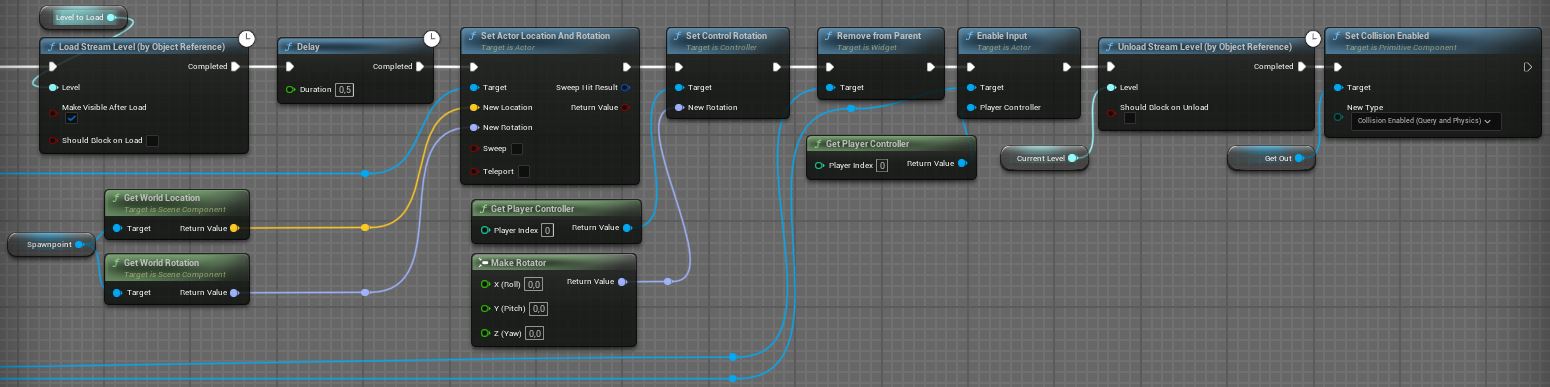 Level to Load
Load Stream Level (by Object Reference)
Completed
Level
Make Visible After Load
Should Block on Load
Delay
Completed
Duration 0,5
Set Actor Location And Rotation
Target is Actor
Target
Sweep Hit Result
New Location
Return Value
New Rotation
Sweep
Teleport
Set Control Rotation
Target is Controller
Target
New Rotation
Remove from Parent
Target is Widget
Target
Enable Input
Target is Actor
Target
Player Controller
Unload Stream Level (by Object Reference)
Completed
Level
Should Block on Unload
Set Collision Enabled
Target is Primitive Component
Target
New Type
Collision Enabled (Query and Physics)
Get Player Controller
Player Index 0
Return Value
Current Level
Get Out
Spawnpoint
Get World Location
Target is Scene Component
Target
Return Value
Get World Rotation
Target is Scene Component
Target
Return Value
Get Player Controller
Player Index 0
Return Value
Make Rotator
X (Roll) 0,0
Return Value
Y (Pitch) 0,0
Z (Yaw) 0,0